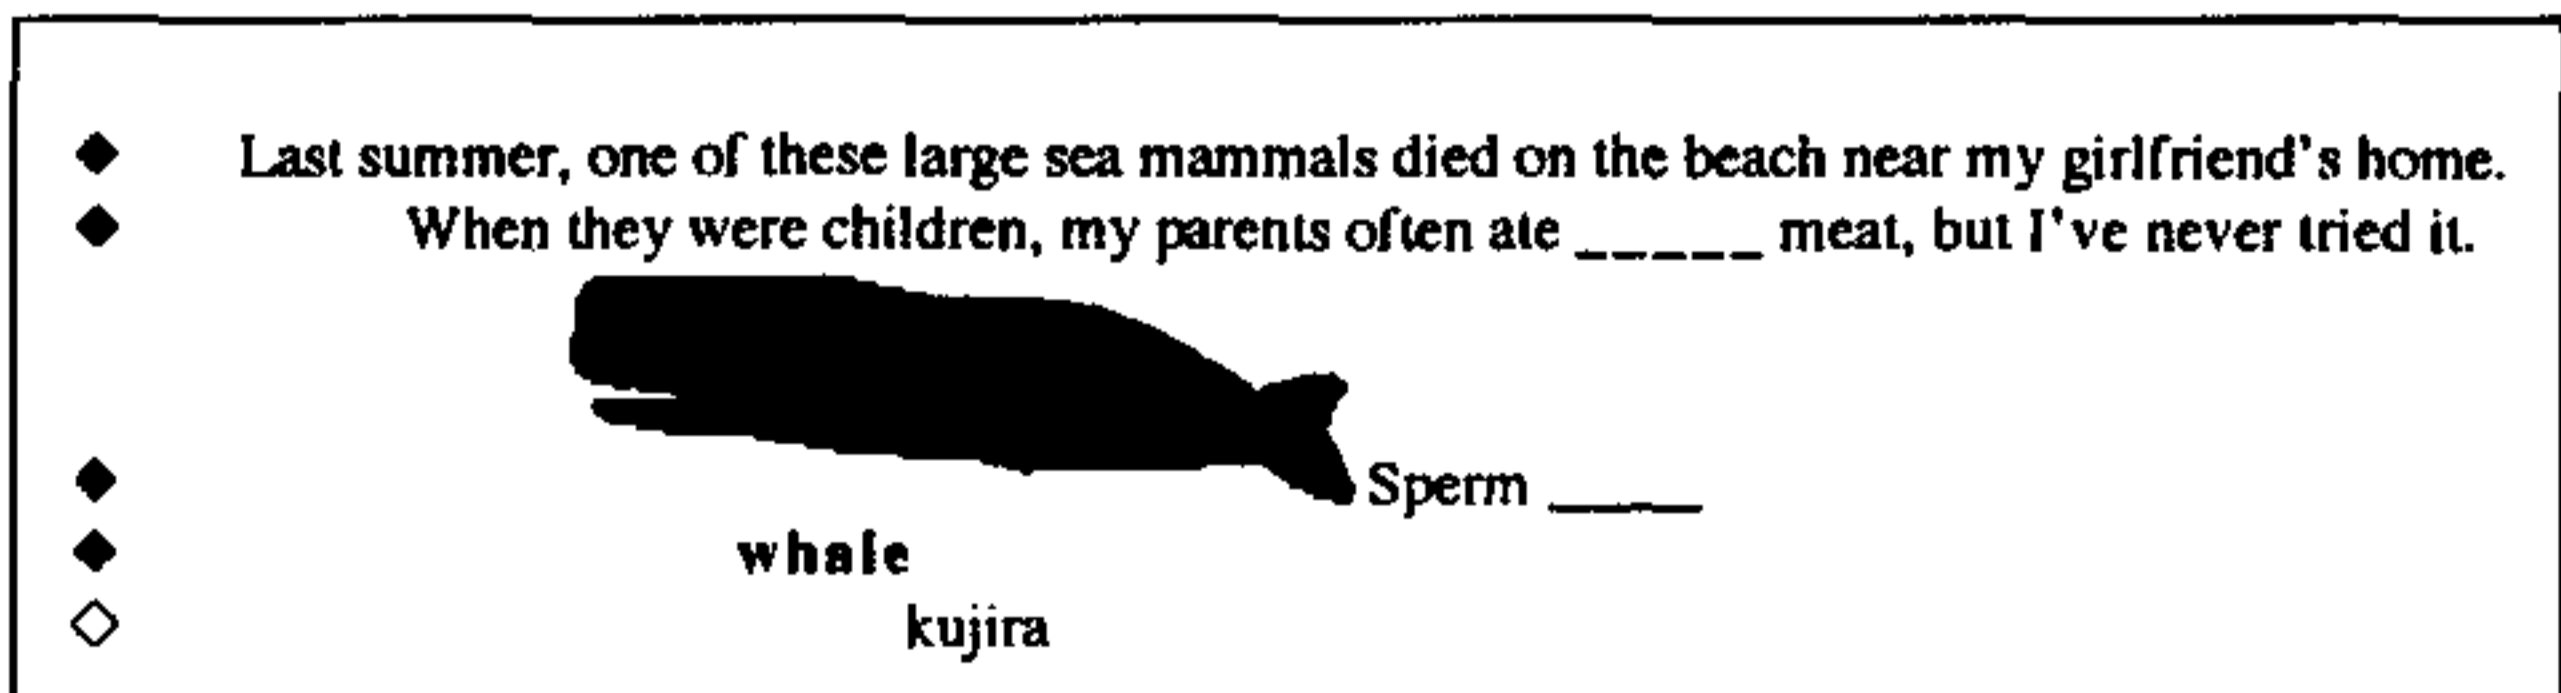 Last summer, one of these large sea mammals died on the beach near my girlfriend's home.
When they were children, my parents often ate _____ meat, but I've never tried it.
Sperm ____
whale
kujira